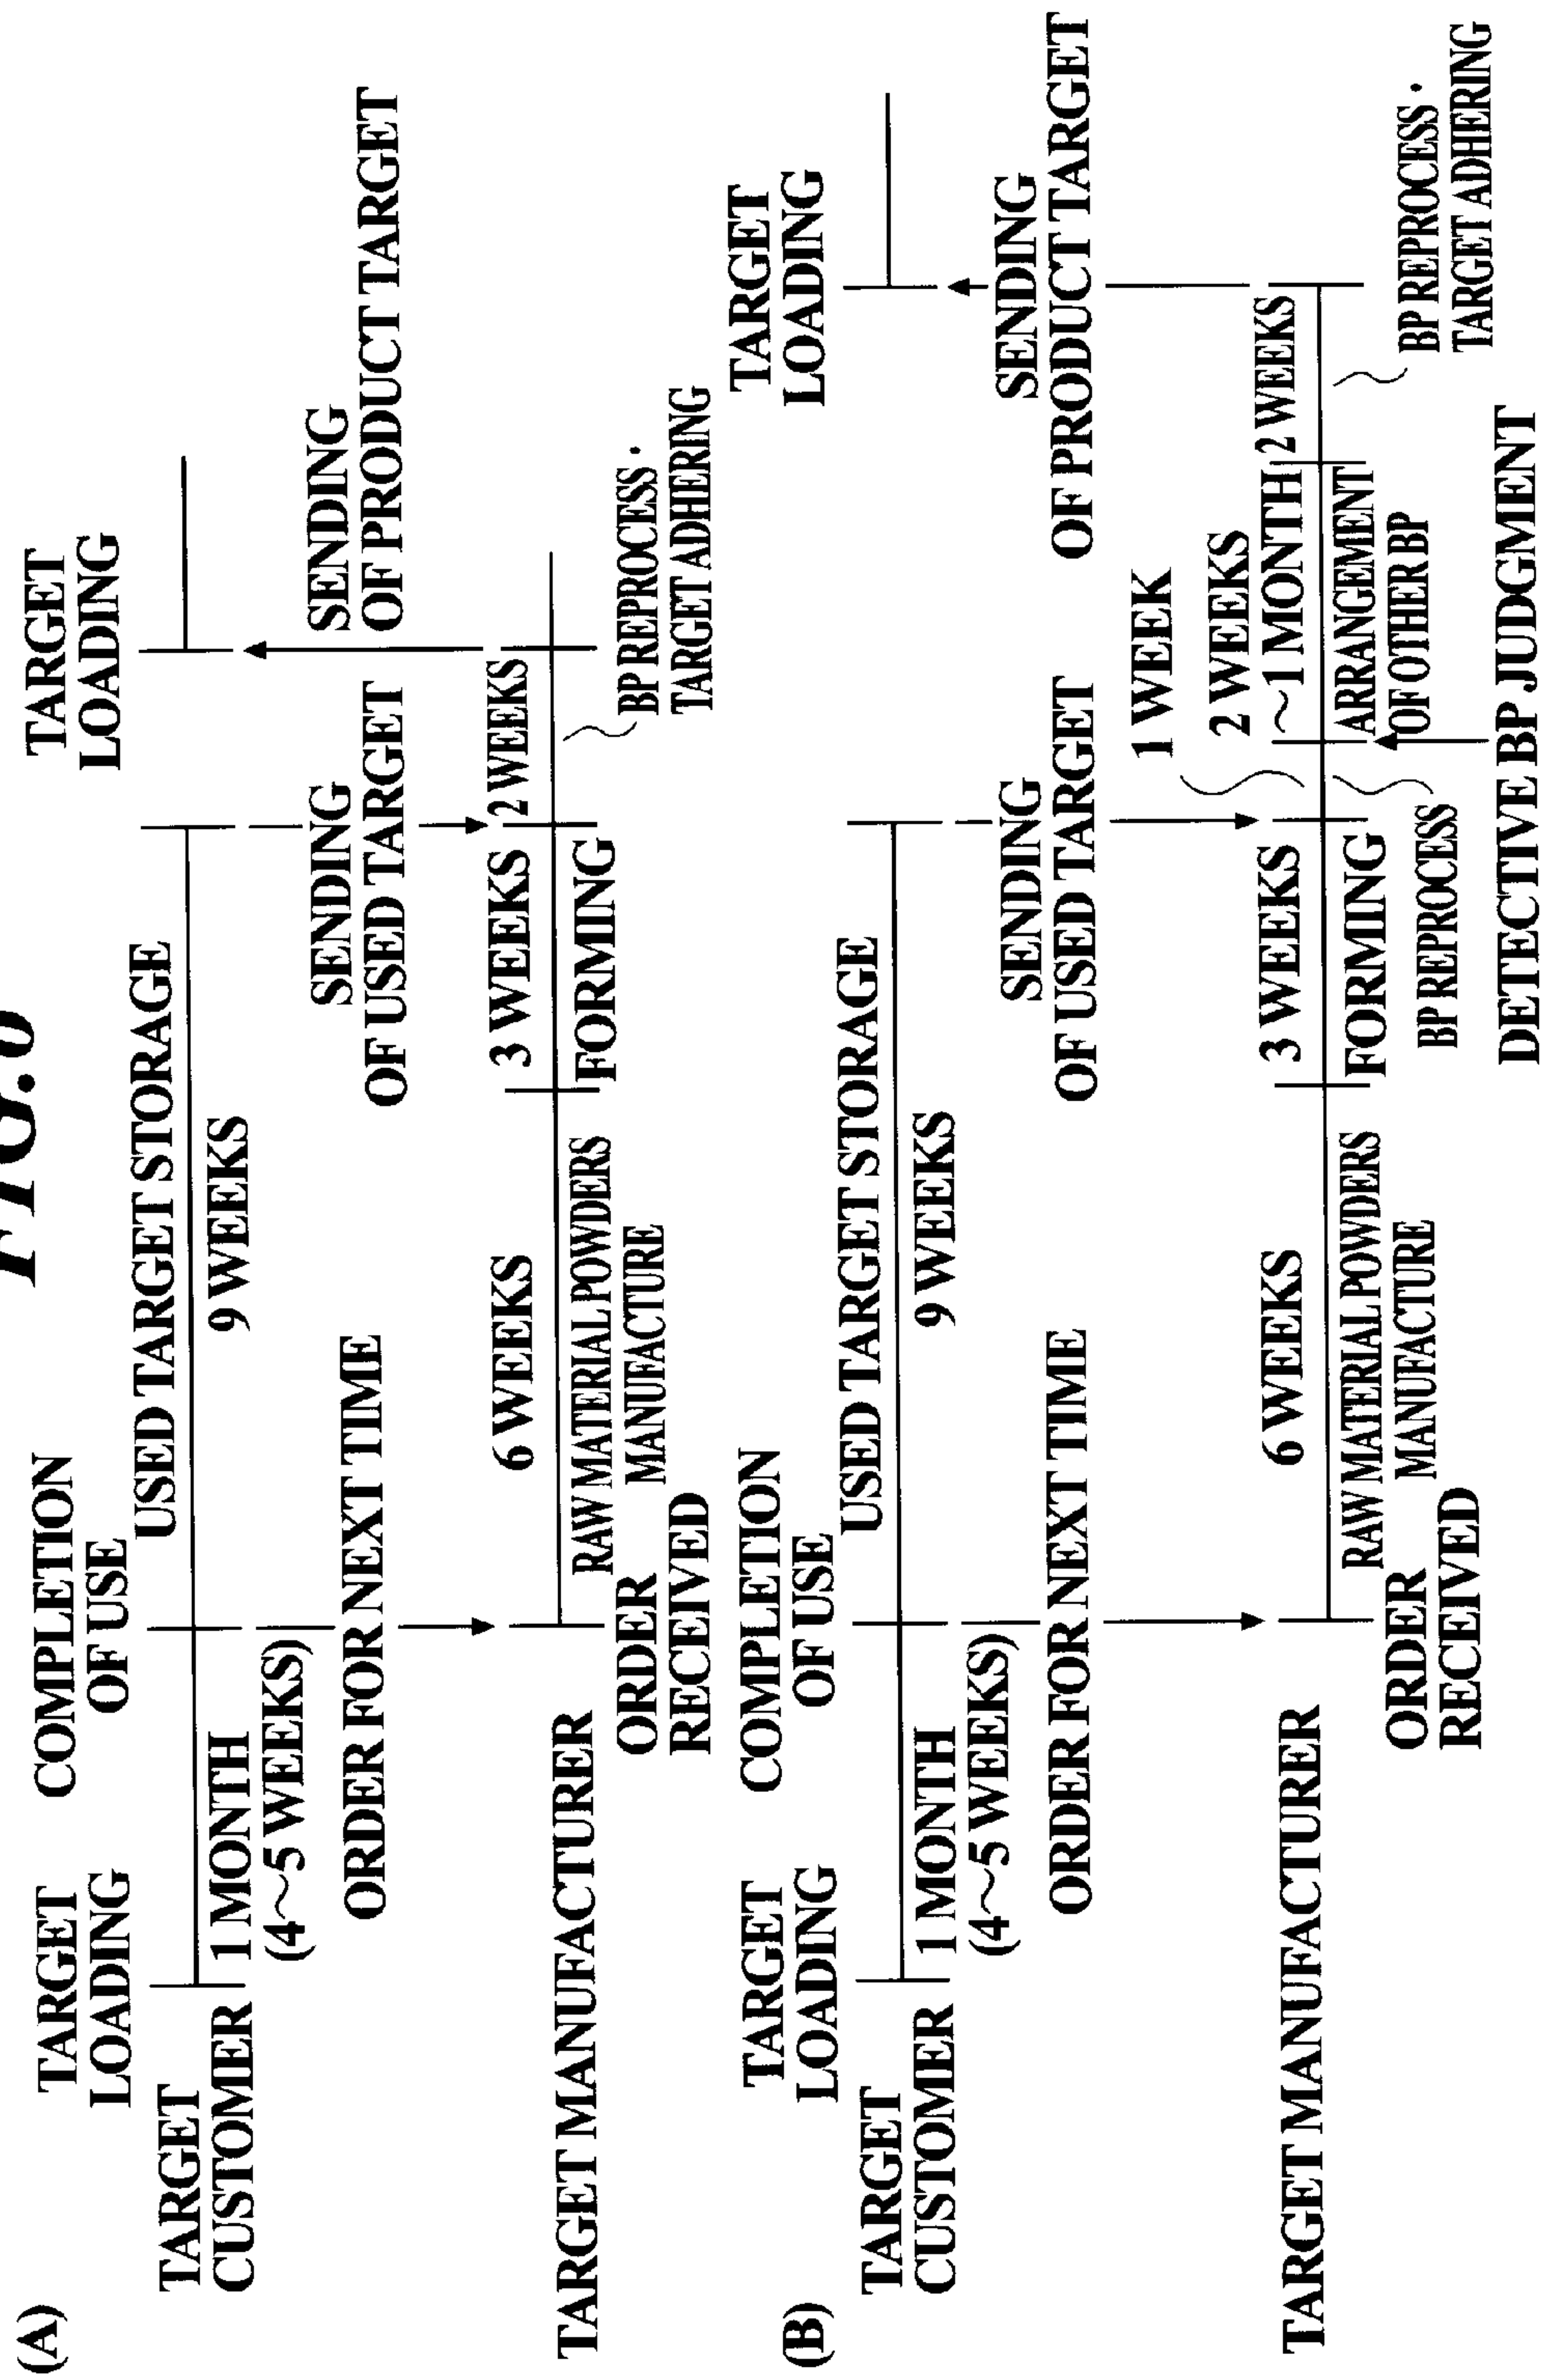 FIG.6
(A)
TARGET
LOADING
COMPLETION
OF USE
TARGET
LOADING
TARGET
CUSTOMER
USED TARGET STORAGE
1 MONTH
(4~5 WEEKS)
9 WEEKS
ORDER FOR NEXT TIME
SENDING
OF USED TARGET
SENDING
OF PRODUCT TARGET
TARGET MANUFACTURER
6 WEEKS
3 WEEKS
2 WEEKS
ORDER
RECEIVED
RAW MATERIAL POWDERS
MANUFACTURE
FORMING
BP REPROCESS ·
TARGET ADHERING
(B)
TARGET
LOADING
COMPLETION
OF USE
TARGET
LOADING
TARGET
CUSTOMER
USED TARGET STORAGE
1 MONTH
(4~5 WEEKS)
9 WEEKS
ORDER FOR NEXT TIME
SENDING
OF USED TARGET
SENDING
OF PRODUCT TARGET
1 WEEK
TARGET MANUFACTURER
6 WEEKS
3 WEEKS
2 WEEKS
~1 MONTH
2 WEEKS
ORDER
RECEIVED
RAW MATERIAL POWDERS
MANUFACTURE
FORMING
BP REPROCESS
ARRANGEMENT
OF OTHER BP
BP REPROCESS ·
TARGET ADHERING
DETECTIVE BP JUDGMENT